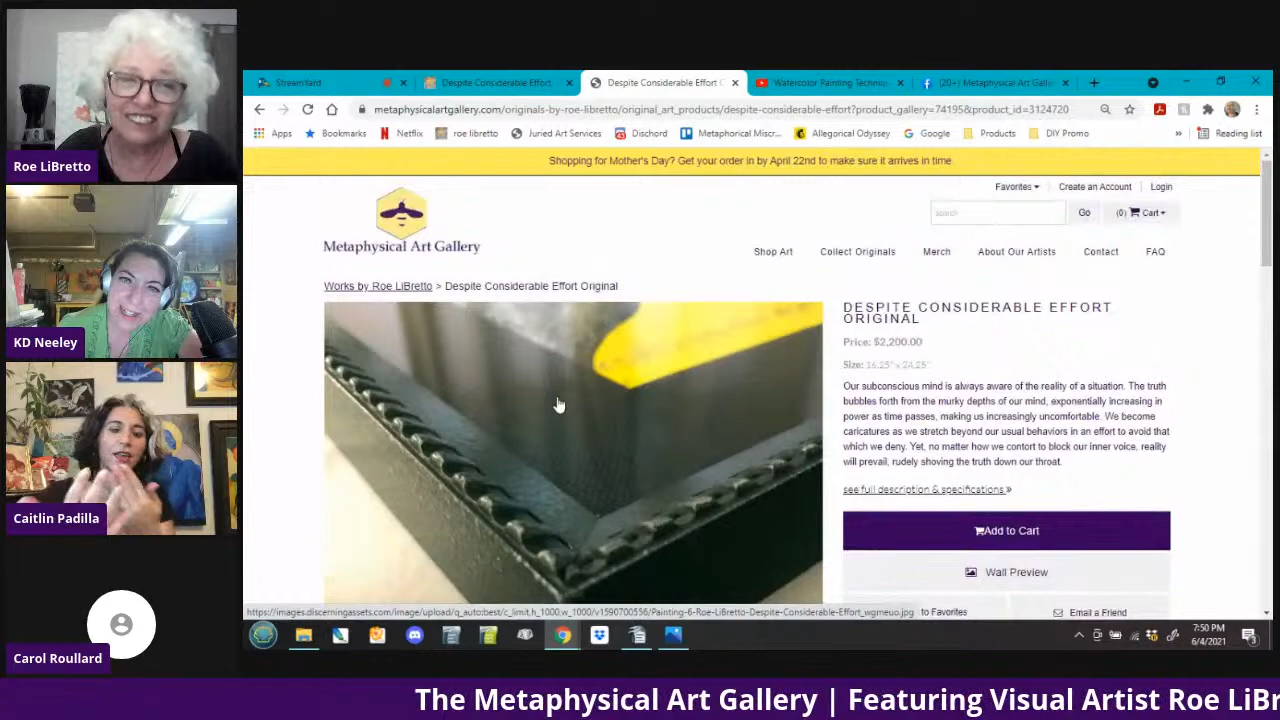 Roe LiBretto
KD Neeley
Caitlin Padilla
Carol Roullard
StreamYard
Despite Considerable Effort
Despite Considerable Effort C
Watercolor Painting Techniqu
(20+) Metaphysical Art Galle
metaphysicalartgallery.com/originals-by-roe-libretto/original_art_products/despite-considerable-effort?product_gallery=74195&product_id=3124720
Apps Bookmarks Netflix roe libretto Juried Art Services Dischord Metaphorical Miscr... Allegorical Odyssey Google Products DIY Promo » Reading list
Shopping for Mother's Day? Get your order in by April 22nd to make sure it arrives in time
Favorites Create an Account Login
search Go (0) Cart
Metaphysical Art Gallery
Shop Art Collect Originals Merch About Our Artists Contact FAQ
Works by Roe LiBretto > Despite Considerable Effort Original
DESPITE CONSIDERABLE EFFORT
ORIGINAL
Price: $2,200.00
Size: 16.25" x 24.25"
Our subconscious mind is always aware of the reality of a situation. The truth
bubbles forth from the murky depths of our mind, exponentially increasing in
power as time passes, making us increasingly uncomfortable. We become
caricatures as we stretch beyond our usual behaviors in an effort to avoid that
which we deny. Yet, no matter how we contort to block our inner voice, reality
will prevail, rudely shoving the truth down our throat.
see full description & specifications »
Add to Cart
Wall Preview
to Favorites Email a Friend
https://images.discerningassets.com/image/upload/q_auto:best/c_limit,h_1000,w_1000/v1590700556/Painting-6-Roe-LiBretto-Despite-Considerable-Effort_wgmeuo.jpg
7:50 PM
6/4/2021
3
The Metaphysical Art Gallery | Featuring Visual Artist Roe LiBr